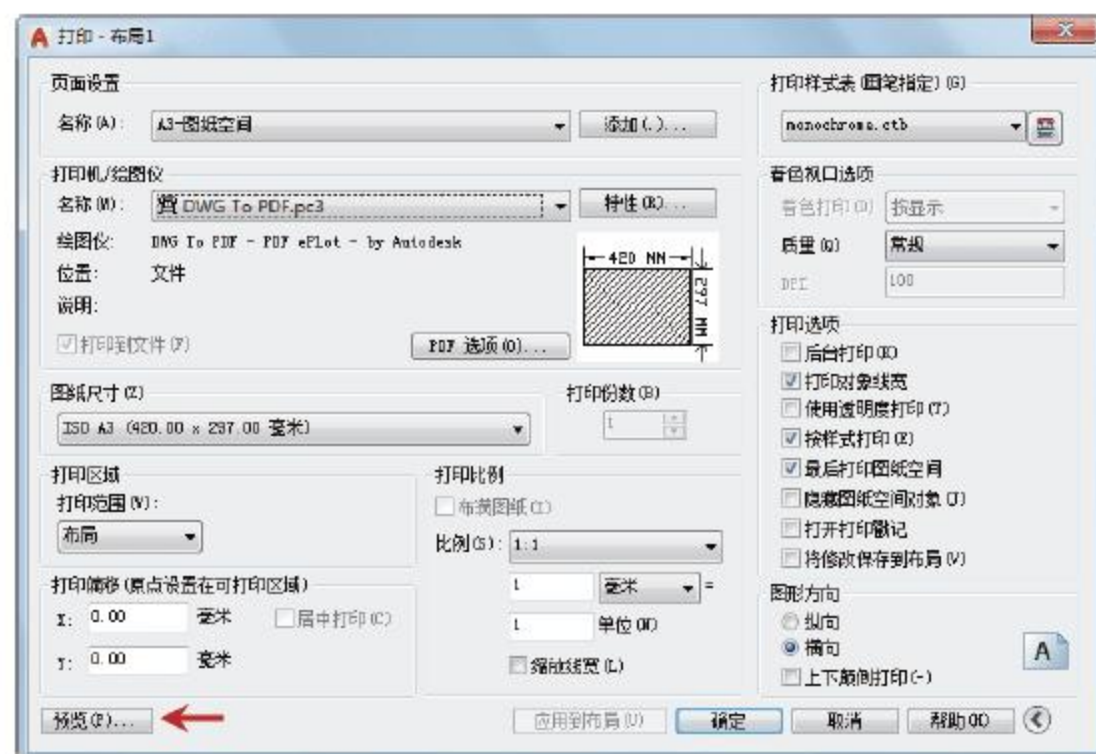 打印 - 布局1
页面设置
名称(A): A3-图纸空间 添加(.)...
打印机/绘图仪
名称(M): DWG To PDF.pc3 特性(R)...
绘图仪: DWG To PDF - PDF ePlot - by Autodesk
位置: 文件
说明:
420 MM
297 MM
打印到文件(F) PDF 选项(O)...
图纸尺寸(Z)
ISO A3 (420.00 x 297.00 毫米)
打印份数(B)
1
打印区域
打印范围(W):
布局
打印偏移(原点设置在可打印区域)
X: 0.00 毫米 居中打印(C)
Y: 0.00 毫米
打印比例
布满图纸(I)
比例(S): 1:1
1 毫米 =
1 单位(N)
缩放线宽(L)
打印样式表(画笔指定)(G)
monochrome.ctb
着色视口选项
着色打印(D) 按显示
质量(Q) 常规
DPI 100
打印选项
后台打印(K)
打印对象线宽
使用透明度打印(T)
按样式打印(E)
最后打印图纸空间
隐藏图纸空间对象(J)
打开打印戳记
将修改保存到布局(V)
图形方向
纵向
横向
A
上下颠倒打印(-)
预览(P)... 应用到布局(U) 确定 取消 帮助(H)